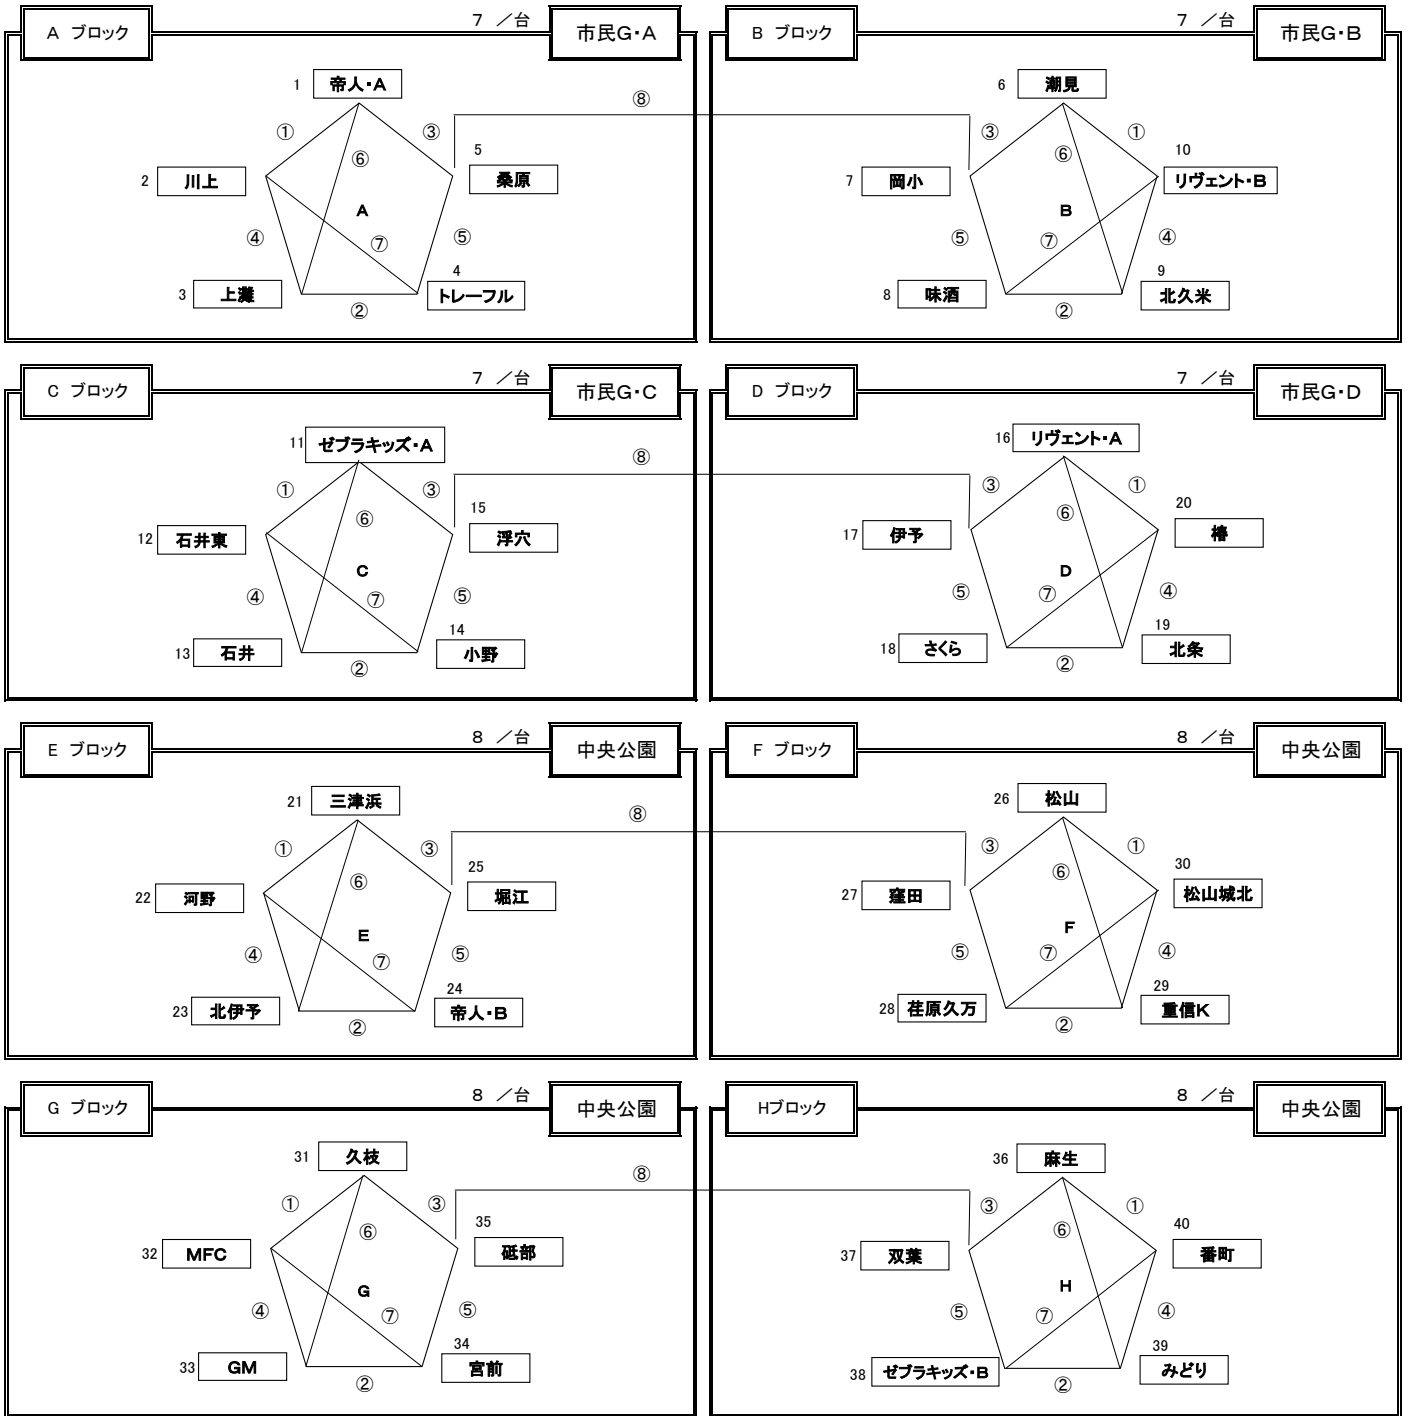 A ブロック
7 ／台
市民G・A
1 帝人・A
①
③
⑥
2 川上
5
桑原
A
④
⑦
⑤
3 上灘
4
トレーフル
②
⑧
B ブロック
7 ／台
市民G・B
6 潮見
③
①
⑥
7 岡小
10
リヴェント・B
B
⑤
⑦
④
8 味酒
9
北久米
②
C ブロック
7 ／台
市民G・C
11 ゼブラキッズ・A
①
③
⑥
12 石井東
15
浮穴
C
④
⑦
⑤
13 石井
14
小野
②
⑧
D ブロック
7 ／台
市民G・D
16 リヴェント・A
③
①
⑥
17 伊予
20
椿
D
⑤
⑦
④
18 さくら
19
北条
②
E ブロック
8 ／台
中央公園
21 三津浜
①
③
⑥
22 河野
25
堀江
E
④
⑦
⑤
23 北伊予
24
帝人・B
②
⑧
F ブロック
8 ／台
中央公園
26 松山
③
①
⑥
27 窪田
30
松山城北
F
⑤
⑦
④
28 荏原久万
29
重信K
②
G ブロック
8 ／台
中央公園
31 久枝
①
③
⑥
32 MFC
35
砥部
G
④
⑦
⑤
33 GM
34
宮前
②
⑧
Hブロック
8 ／台
中央公園
36 麻生
③
①
⑥
37 双葉
40
番町
H
⑤
⑦
④
38 ゼブラキッズ・B
39
みどり
②